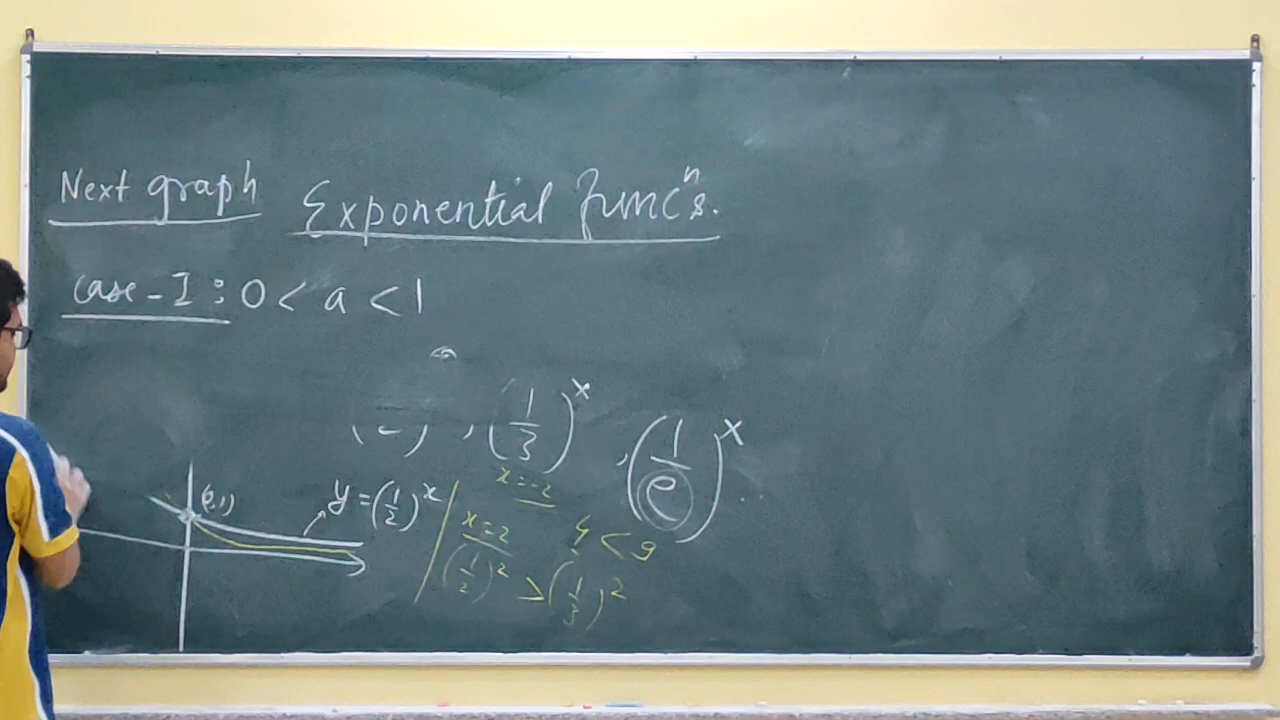 Next graph Exponential funcⁿs.
Case-I : 0 < a < 1
, (1/3)^x , (1/e)^x ...
x = -2
(0,1) y = (1/2)^x
x = 2 4 < 9
(1/2)^2 > (1/3)^2